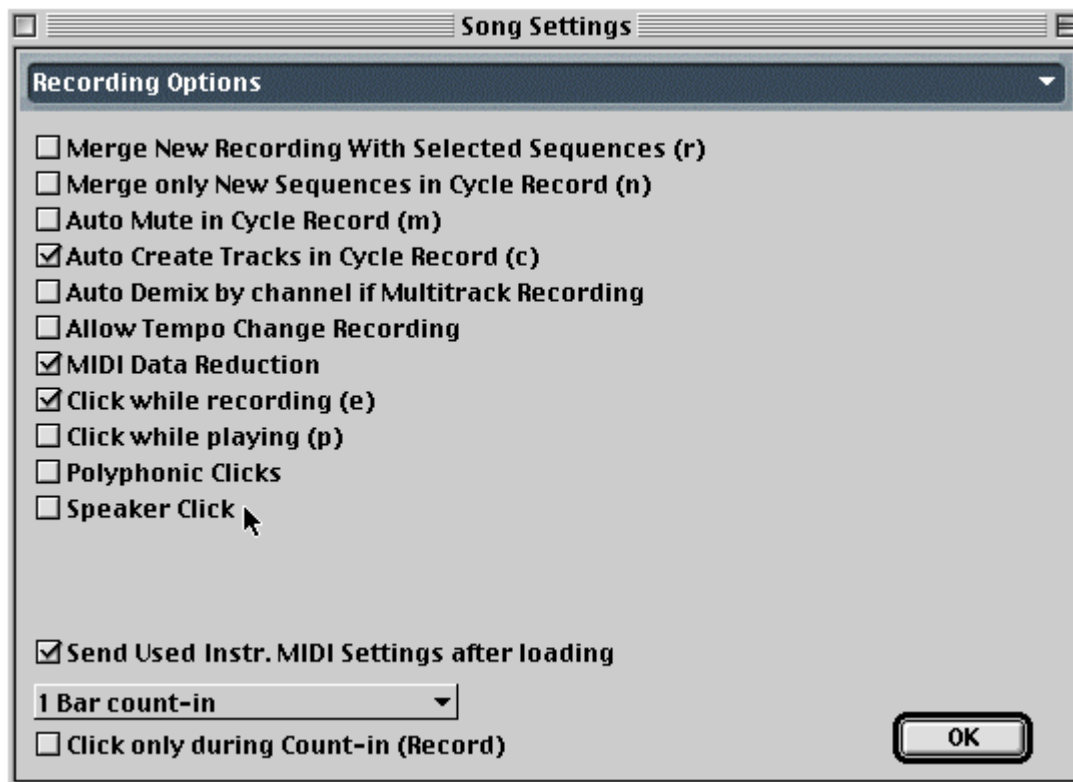 Song Settings
Recording Options
Merge New Recording With Selected Sequences (r)
Merge only New Sequences in Cycle Record (n)
Auto Mute in Cycle Record (m)
Auto Create Tracks in Cycle Record (c)
Auto Demix by channel if Multitrack Recording
Allow Tempo Change Recording
MIDI Data Reduction
Click while recording (e)
Click while playing (p)
Polyphonic Clicks
Speaker Click
Send Used Instr. MIDI Settings after loading
1 Bar count-in
Click only during Count-in (Record)
OK